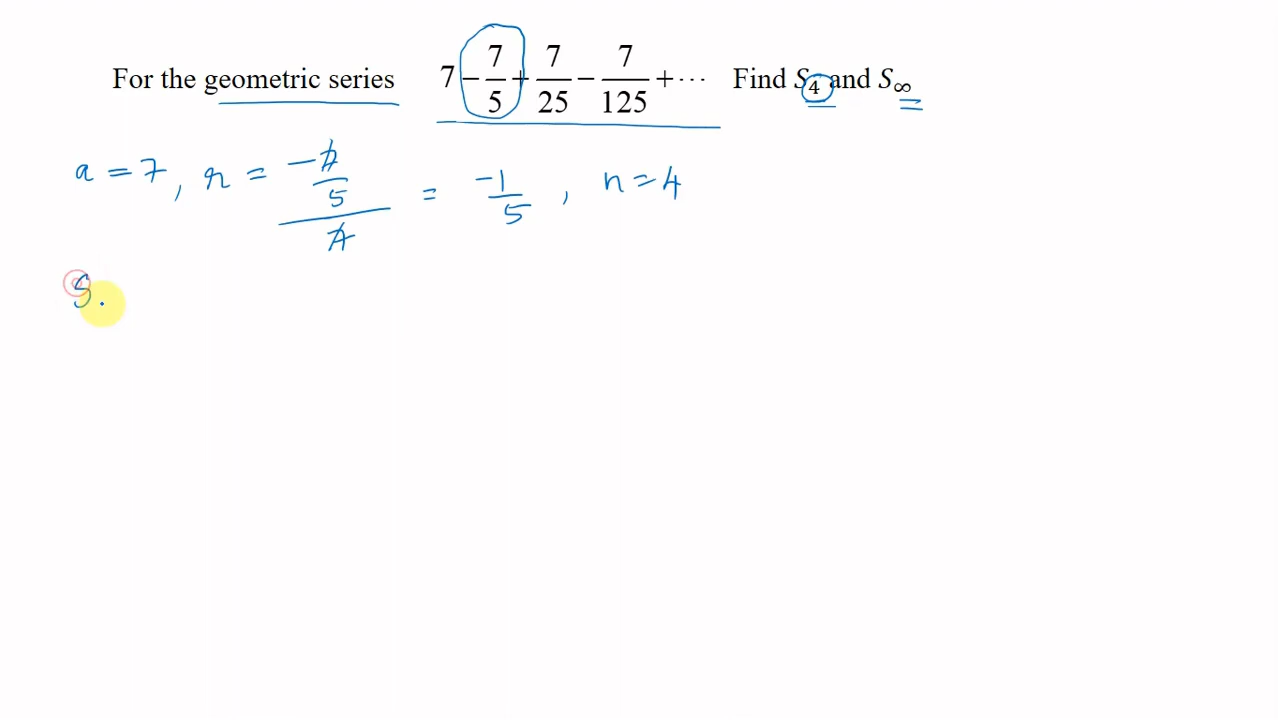 For the geometric series 7 − 7/5 + 7/25 − 7/125 + ⋯ Find S₄ and S∞
a = 7, r = (−7/5)/7 = −1/5, n = 4
S.